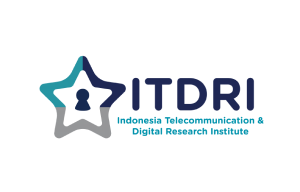 ITDRI
Indonesia Telecommunication &
Digital Research Institute